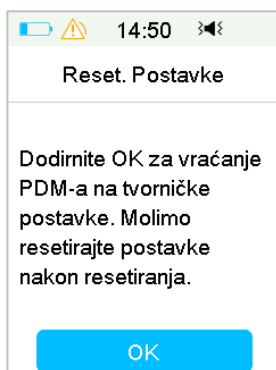 14:50
Reset. Postavke
Dodirnite OK za vraćanje
PDM-a na tvorničke
postavke. Molimo
resetirajte postavke
nakon resetiranja.
OK